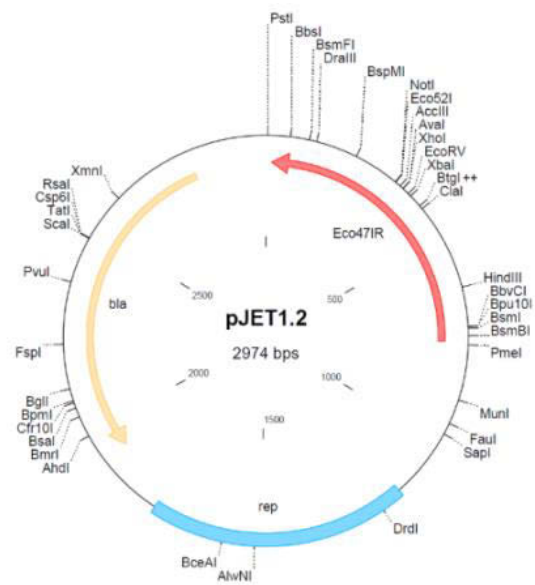 PstI
BbsI
BsmFI
DraIII
BspMI
NotI
Eco52I
AccIII
AvaI
XhoI
EcoRV
XbaI
BtgI ++
ClaI
Eco47IR
HindIII
BbvCI
Bpu10I
BsmI
BsmBI
PmeI
MunI
FauI
SapI
DrdI
rep
AlwNI
BceAI
AhdI
BmrI
BsaI
Cfr10I
BpmI
BglI
FspI
PvuI
ScaI
TatI
Csp6I
RsaI
XmnI
bla
pJET1.2
2974 bps
500
1000
1500
2000
2500